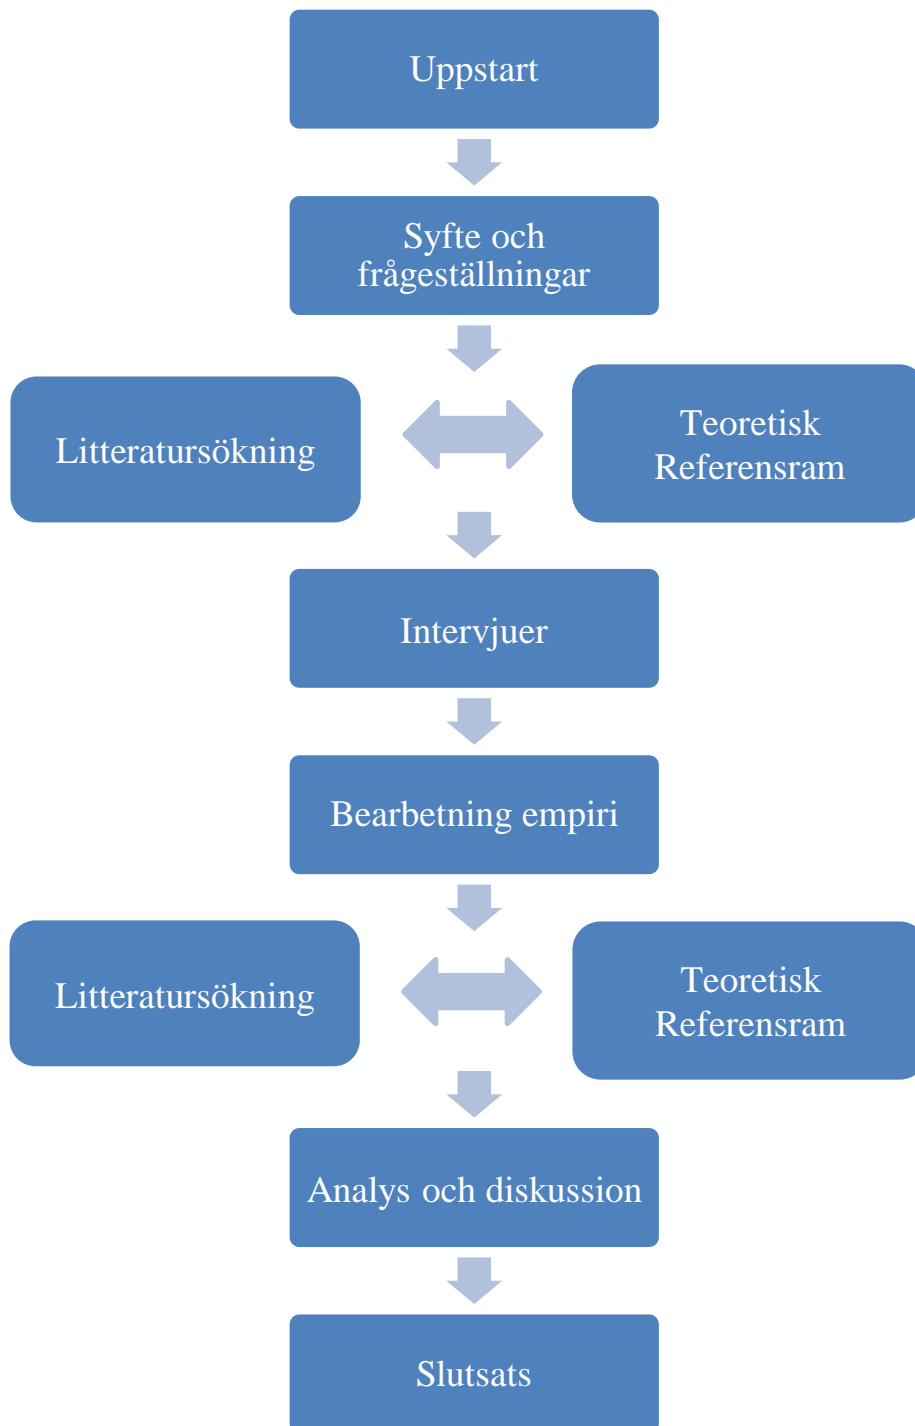 Uppstart
Syfte och
frågeställningar
Litteratursökning
Teoretisk
Referensram
Intervjuer
Bearbetning empiri
Litteratursökning
Teoretisk
Referensram
Analys och diskussion
Slutsats